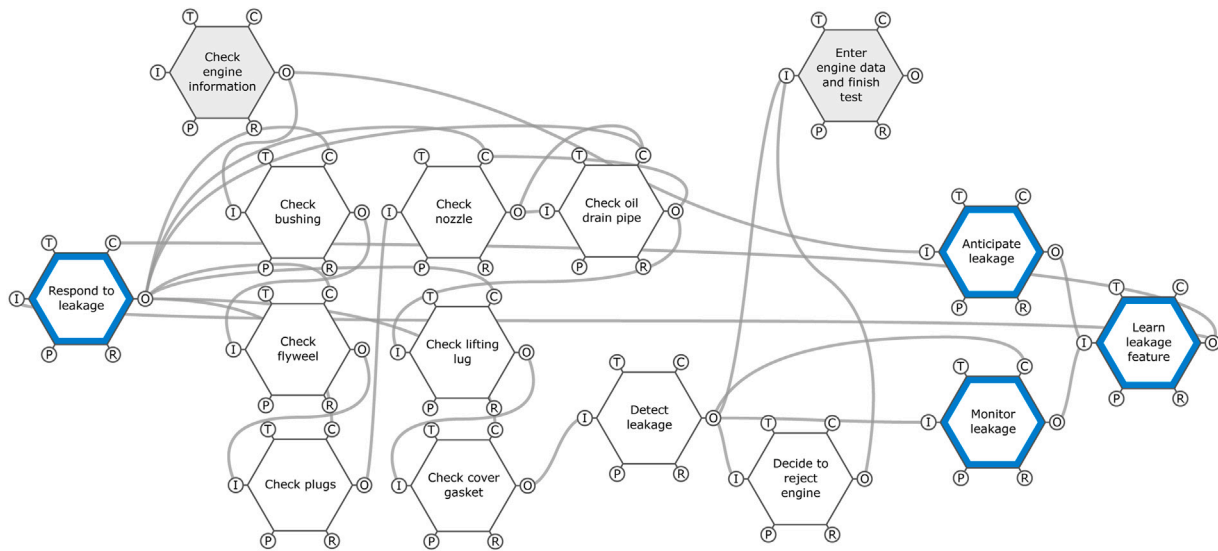 T C
Check
engine
information
I O
P R
T C
Enter
engine data
and finish
test
I O
P R
T C
Check
bushing
I O
P R
T C
Check
nozzle
I O
P R
T C
Check oil
drain pipe
I O
P R
T C
Anticipate
leakage
I O
P R
T C
Respond to
leakage
I O
P R
T C
Check
flyweel
I O
P R
T C
Check lifting
lug
I O
P R
T C
Learn
leakage
feature
I O
P R
T C
Detect
leakage
I O
P R
T C
Monitor
leakage
I O
P R
T C
Check plugs
I O
P R
T C
Check cover
gasket
I O
P R
T C
Decide to
reject
engine
I O
P R